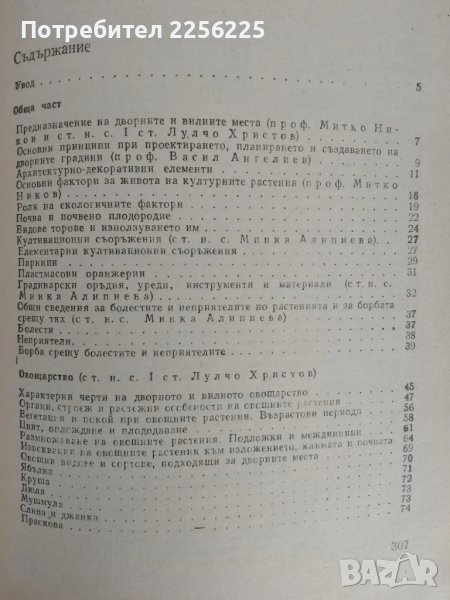 Потребител 2256225
Съдържание
Увод . . . 5
Обща част
Предназначение на дворните и вилните места (проф. Митко Ни-
ков и ст. н. с. I ст. Лулчо Христов) . . . 7
Основни принципи при проектирането, планирането и създаването на
дворните градини (проф. Васил Ангелиев) . . . 9
Архитектурно-декоративни елементи . . . 11
Основни фактори за живота на културните растения (проф. Митко
Ников) . . . 18
Роля на екологичните фактори . . . 19
Почва и почвено плодородие . . . 22
Видове торове и използуването им . . . 24
Култивационни съоръжения (ст. н. с. Минка Алипиева) . . . 27
Елементарни култивационни съоръжения . . . 27
Парници . . . 29
Пластмасови оранжерии . . . 31
Градинарски оръдия, уреди, инструменти и материали (ст. н. с.
Минка Алипиева) . . . 32
Общи сведения за болестите и неприятелите по растенията и за борбата
срещу тях (ст. н. с. Минка Алипиева) . . . 37
Болести . . . 37
Неприятели . . . 38
Борба срещу болестите и неприятелите . . . 39
Овощарство (ст. н. с. I ст. Лулчо Христов)
Характерни черти на дворното и вилното овощарство . . . 45
Органи, строеж и растежни особености на овощните растения . . . 47
Вегетация и покой при овощните растения. Възрастови периоди . . . 56
Цвят, оплождане и плододаване . . . 58
Размножаване на овощните растения. Подложки и междинници . . . 61
Изисквания на овощните растения към изложението, климата и почвата . . . 64
Овощни видове и сортове, подходящи за дворните места . . . 69
Ябълка . . . 70
Круша . . . 71
Дюля . . . 72
Мушмула . . . 73
Слива и джанка . . . 73
Праскова . . . 74
307
BAZAR
.bg